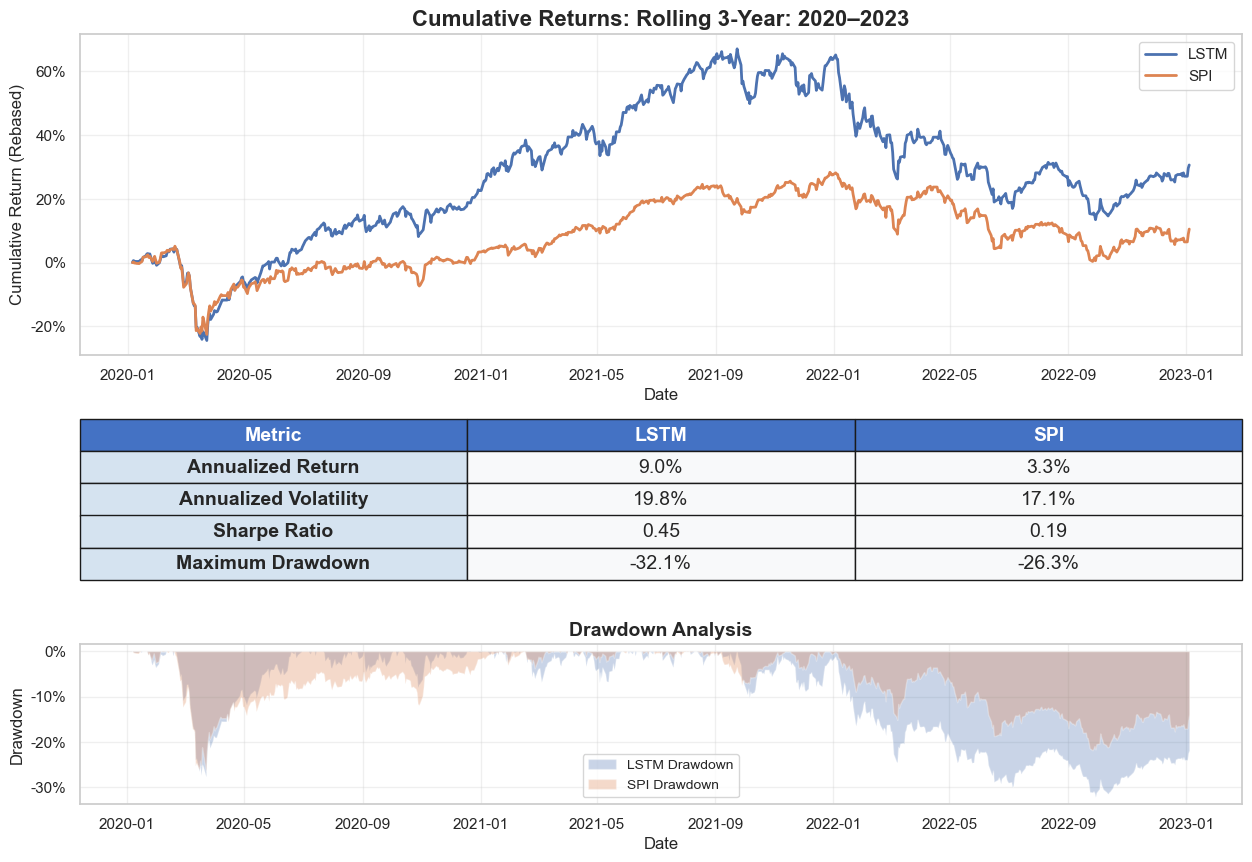 Cumulative Returns: Rolling 3-Year: 2020–2023
Cumulative Return (Rebased)
60%
40%
20%
0%
-20%
LSTM
SPI
2020-01 2020-05 2020-09 2021-01 2021-05 2021-09 2022-01 2022-05 2022-09 2023-01
Date
Metric LSTM SPI
Annualized Return 9.0% 3.3%
Annualized Volatility 19.8% 17.1%
Sharpe Ratio 0.45 0.19
Maximum Drawdown -32.1% -26.3%
Drawdown Analysis
Drawdown
0%
-10%
-20%
-30%
LSTM Drawdown
SPI Drawdown
2020-01 2020-05 2020-09 2021-01 2021-05 2021-09 2022-01 2022-05 2022-09 2023-01
Date